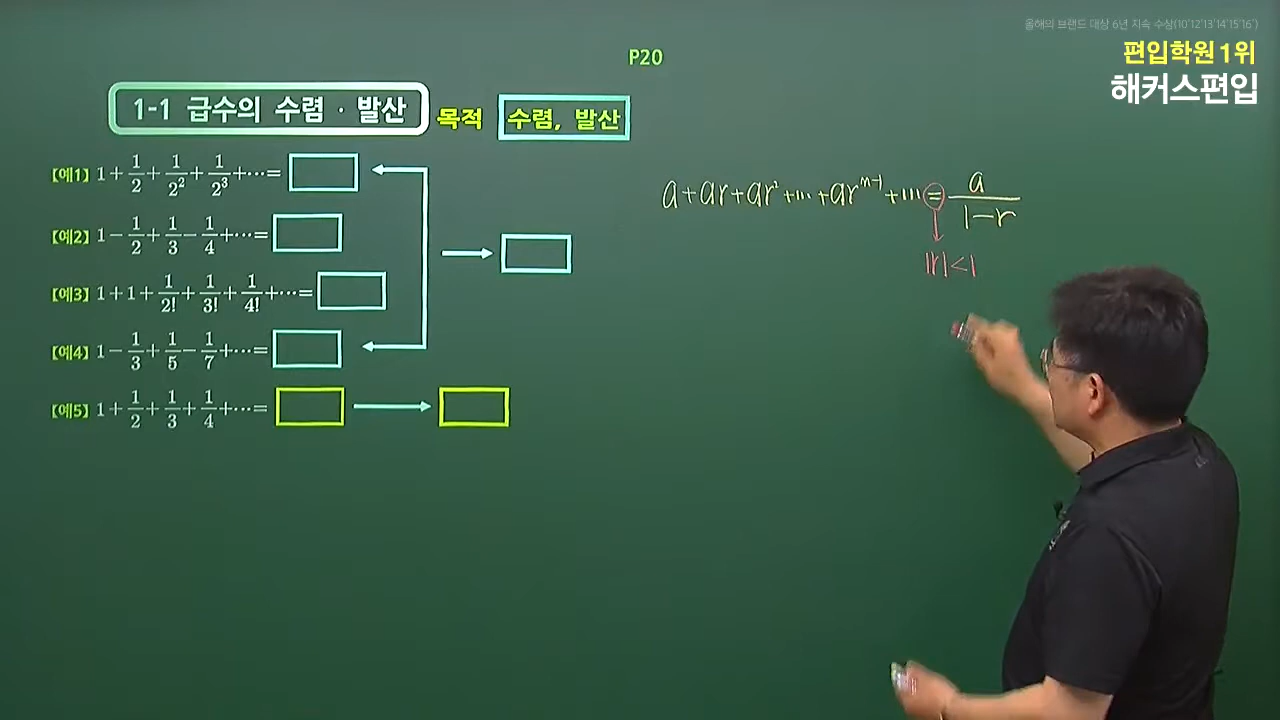 올해의 브랜드 대상 6년 지속 수상(10'12'13'14'15'16')
편입학원 1위
해커스편입
P20
1-1 급수의 수렴 · 발산
목적 수렴, 발산
[예1] 1+1/2+1/2²+1/2³+⋯=
[예2] 1-1/2+1/3-1/4+⋯=
[예3] 1+1+1/2!+1/3!+1/4!+⋯=
[예4] 1-1/3+1/5-1/7+⋯=
[예5] 1+1/2+1/3+1/4+⋯=
a+ar+ar²+⋯+arⁿ⁻¹+⋯=a/(1-r)
|r|<1